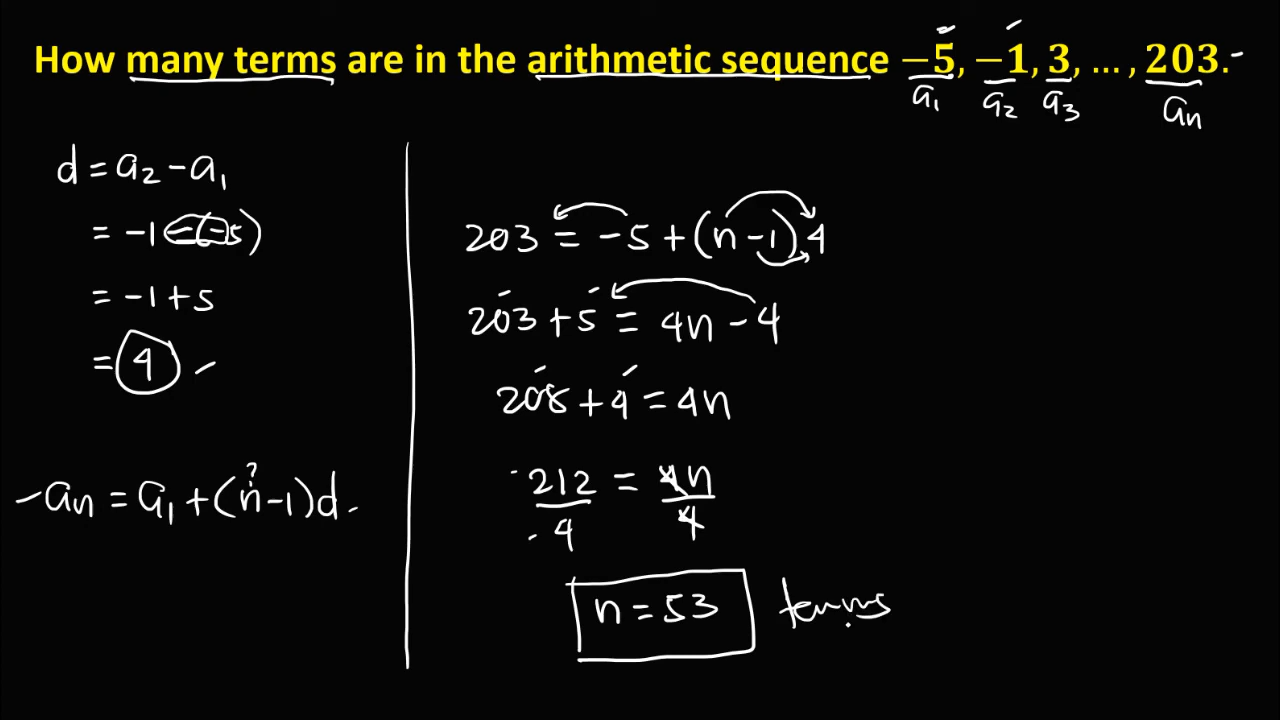 How many terms are in the arithmetic sequence −5, −1, 3, ..., 203.
a₁ a₂ a₃ aₙ
d = a₂ - a₁
= -1 -(-5)
= -1 + 5
= 4
aₙ = a₁ + (n-1)d
?
203 = -5 + (n-1)4
203 + 5 = 4n - 4
208 + 4 = 4n
212 = 4n
4 4
n = 53 terms